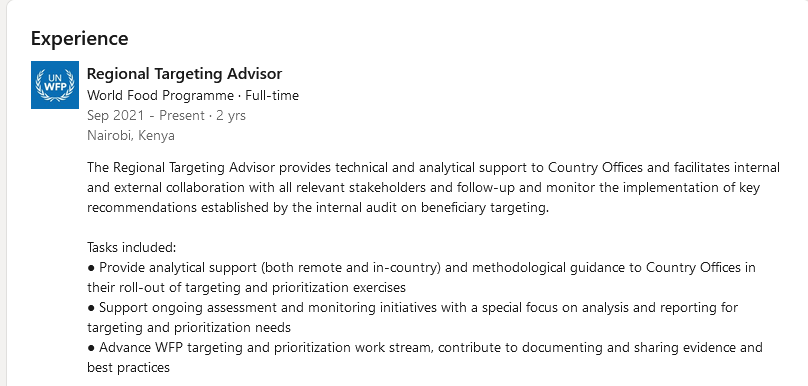 Experience
UN
WFP
Regional Targeting Advisor
World Food Programme · Full-time
Sep 2021 - Present · 2 yrs
Nairobi, Kenya
The Regional Targeting Advisor provides technical and analytical support to Country Offices and facilitates internal
and external collaboration with all relevant stakeholders and follow-up and monitor the implementation of key
recommendations established by the internal audit on beneficiary targeting.
Tasks included:
● Provide analytical support (both remote and in-country) and methodological guidance to Country Offices in
their roll-out of targeting and prioritization exercises
● Support ongoing assessment and monitoring initiatives with a special focus on analysis and reporting for
targeting and prioritization needs
● Advance WFP targeting and prioritization work stream, contribute to documenting and sharing evidence and
best practices